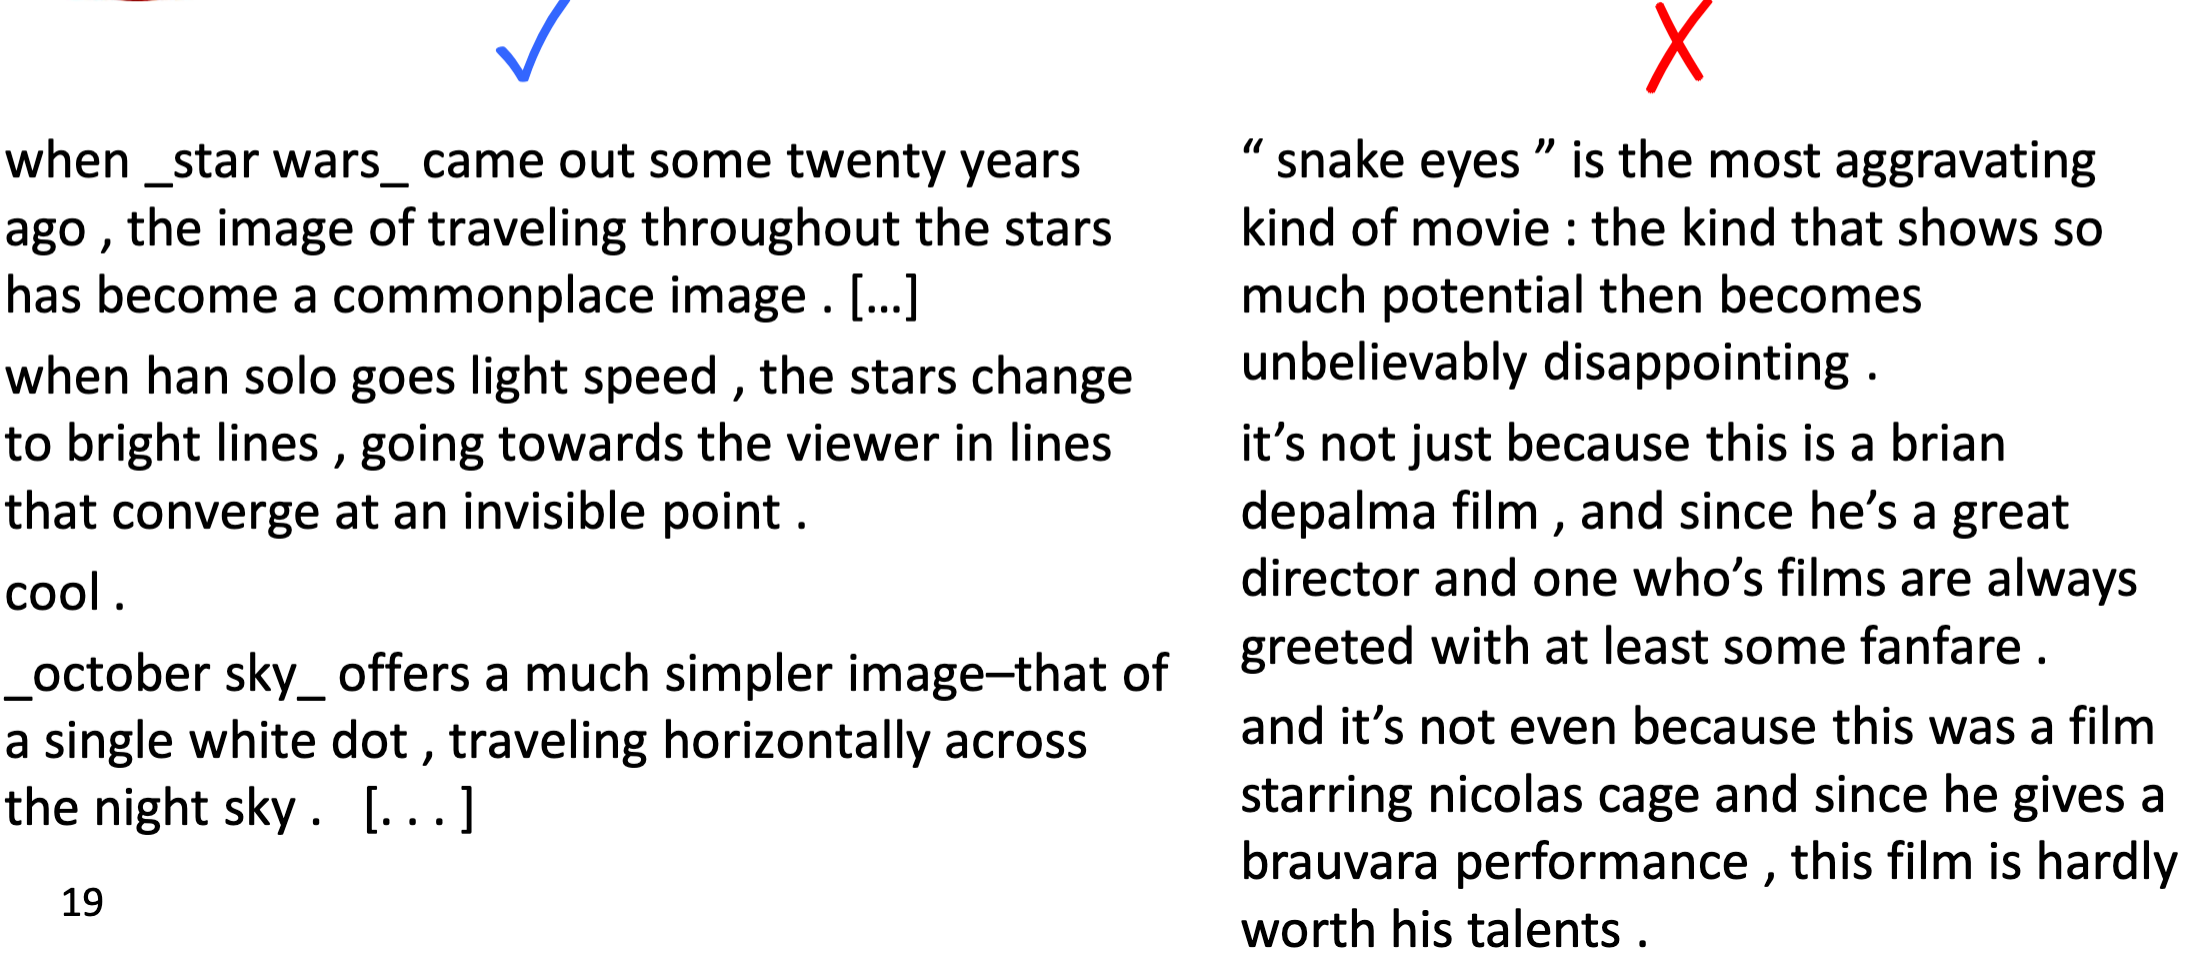 when _star wars_ came out some twenty years
ago , the image of traveling throughout the stars
has become a commonplace image . […]
when han solo goes light speed , the stars change
to bright lines , going towards the viewer in lines
that converge at an invisible point .
cool .
_october sky_ offers a much simpler image–that of
a single white dot , traveling horizontally across
the night sky .   [. . . ]
“ snake eyes ” is the most aggravating
kind of movie : the kind that shows so
much potential then becomes
unbelievably disappointing .
it’s not just because this is a brian
depalma film , and since he’s a great
director and one who’s films are always
greeted with at least some fanfare .
and it’s not even because this was a film
starring nicolas cage and since he gives a
brauvara performance , this film is hardly
worth his talents .
19